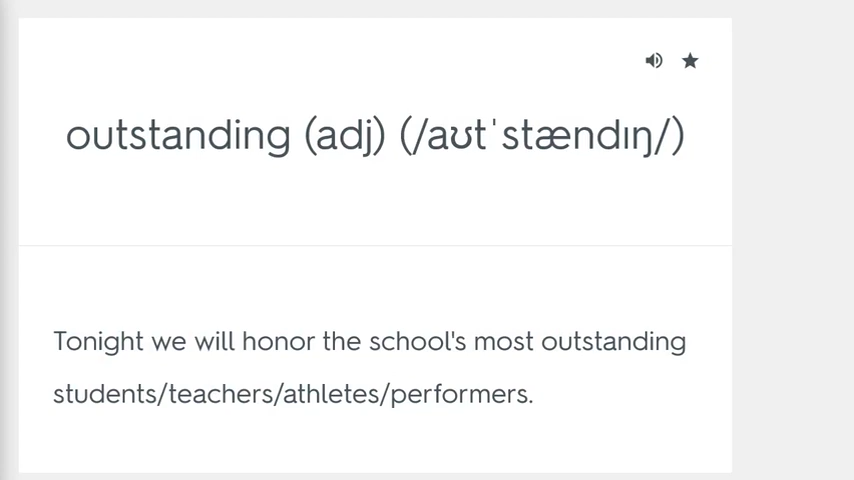 outstanding (adj) (/aʊtˈstændɪŋ/)
Tonight we will honor the school's most outstanding
students/teachers/athletes/performers.